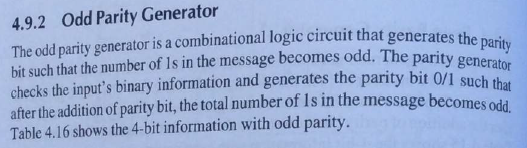 4.9.2 Odd Parity Generator
The odd parity generator is a combinational logic circuit that generates the parity
bit such that the number of 1s in the message becomes odd. The parity generator
checks the input's binary information and generates the parity bit 0/1 such that
after the addition of parity bit, the total number of 1s in the message becomes odd.
Table 4.16 shows the 4-bit information with odd parity.